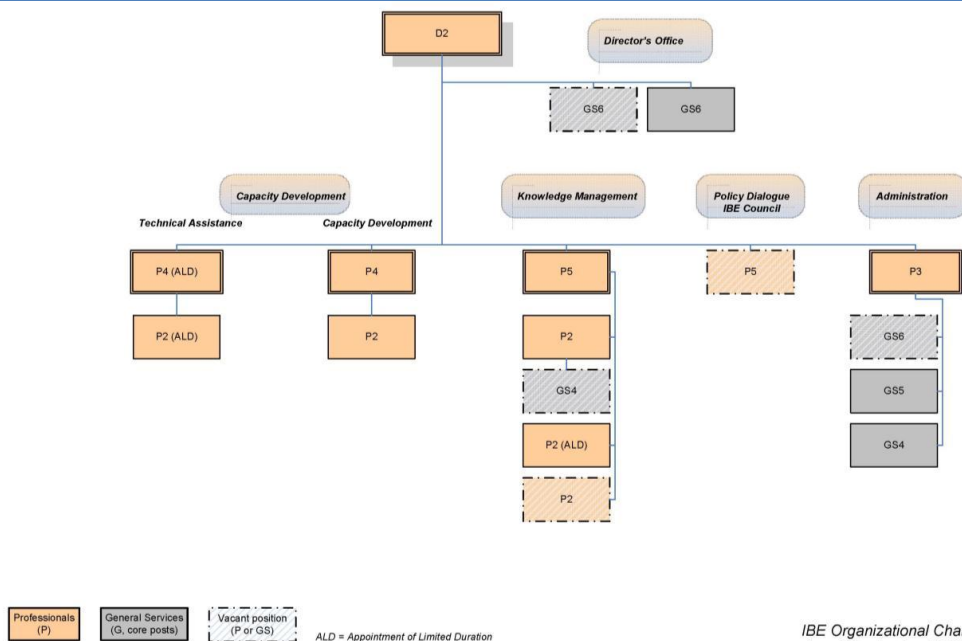 D2
Director's Office
GS6
GS6
Capacity Development
Knowledge Management
Policy Dialogue
IBE Council
Administration
Technical Assistance
Capacity Development
P4 (ALD)
P4
P5
P5
P3
P2 (ALD)
P2
P2
GS6
GS4
GS5
P2 (ALD)
GS4
P2
Professionals
(P)
General Services
(G, core posts)
Vacant position
(P or GS)
ALD = Appointment of Limited Duration
IBE Organizational Cha